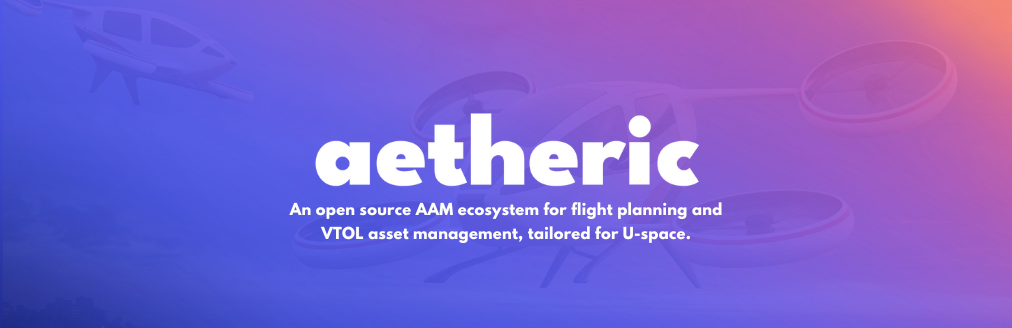 aetheric
An open source AAM ecosystem for flight planning and
VTOL asset management, tailored for U-space.